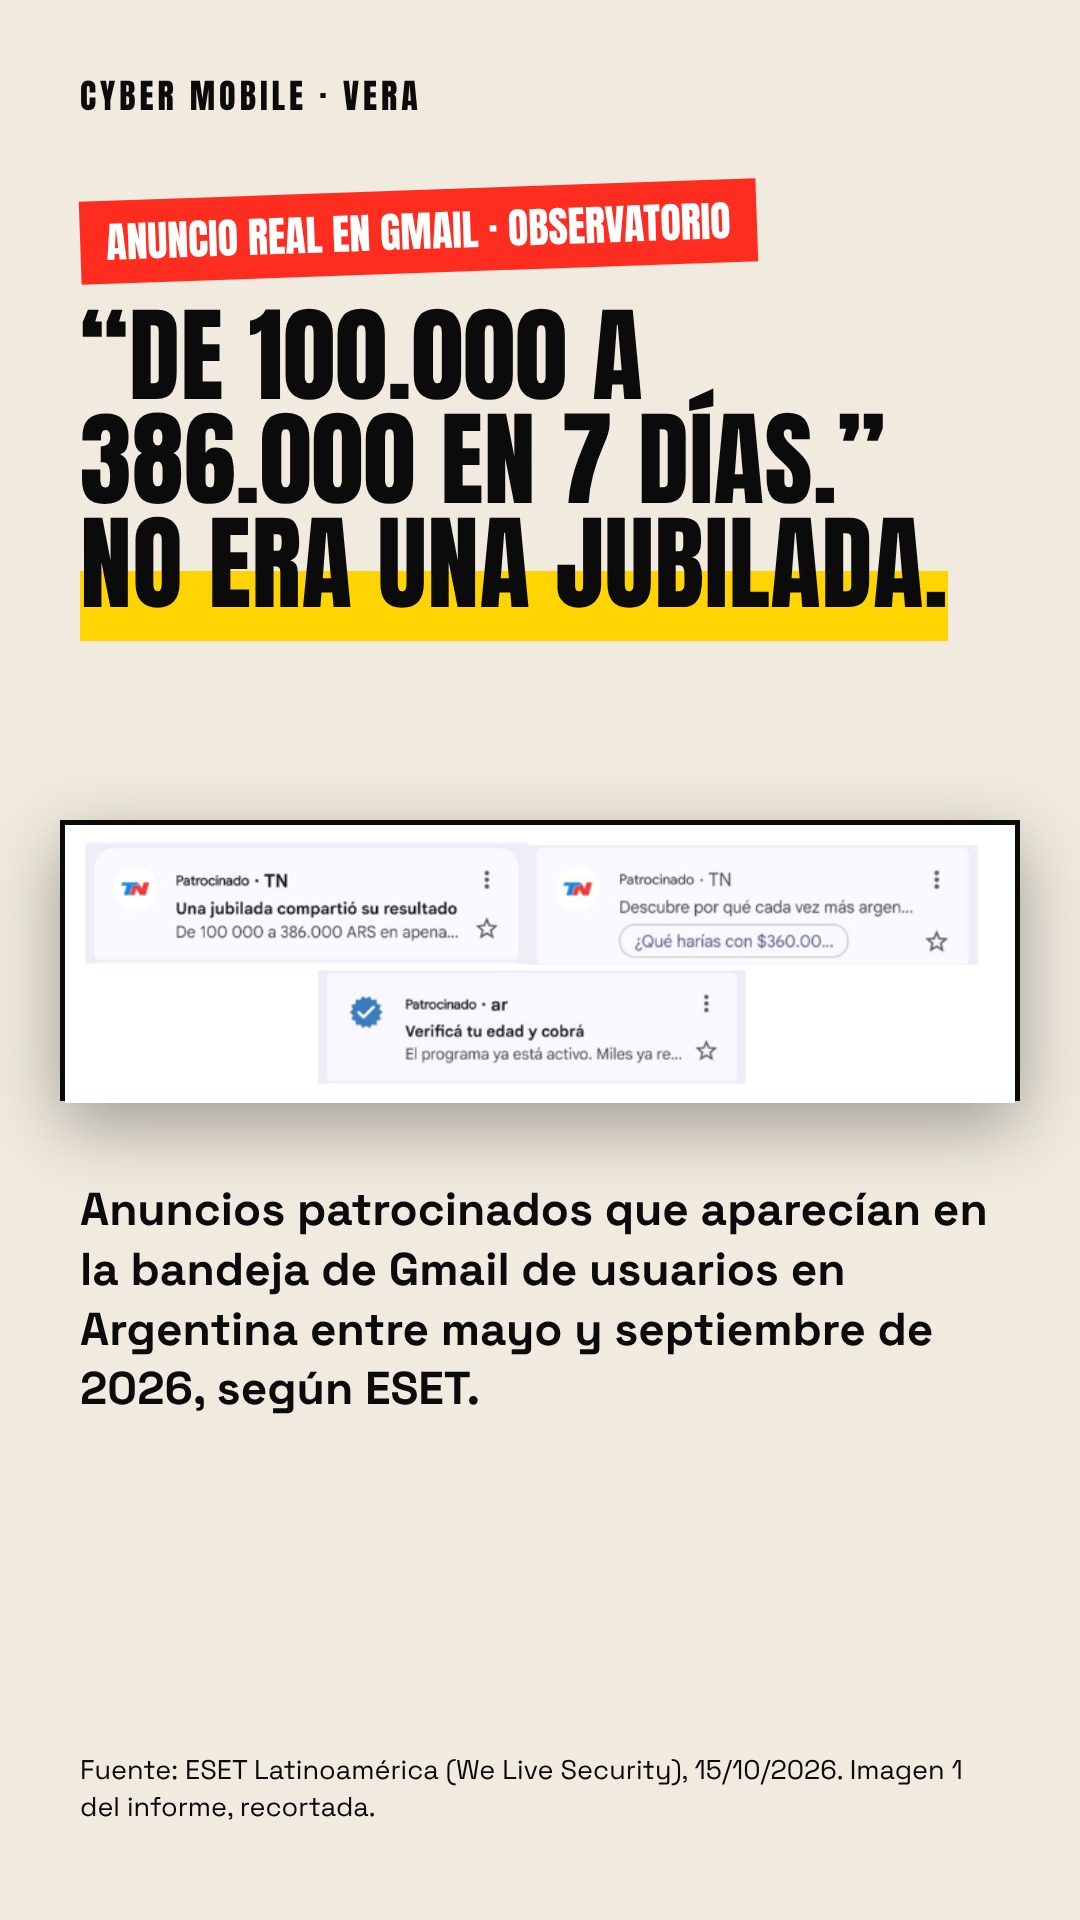 CYBER MOBILE · VERA
ANUNCIO REAL EN GMAIL · OBSERVATORIO
“DE 100.000 A
386.000 EN 7 DÍAS.”
NO ERA UNA JUBILADA.
TN
Patrocinado · TN
Una jubilada compartió su resultado
De 100 000 a 386.000 ARS en apena...
TN
Patrocinado · TN
Descubre por qué cada vez más argen...
¿Qué harías con $360.00...
Patrocinado · ar
Verificá tu edad y cobrá
El programa ya está activo. Miles ya re...
Anuncios patrocinados que aparecían en
la bandeja de Gmail de usuarios en
Argentina entre mayo y septiembre de
2026, según ESET.
Fuente: ESET Latinoamérica (We Live Security), 15/10/2026. Imagen 1
del informe, recortada.